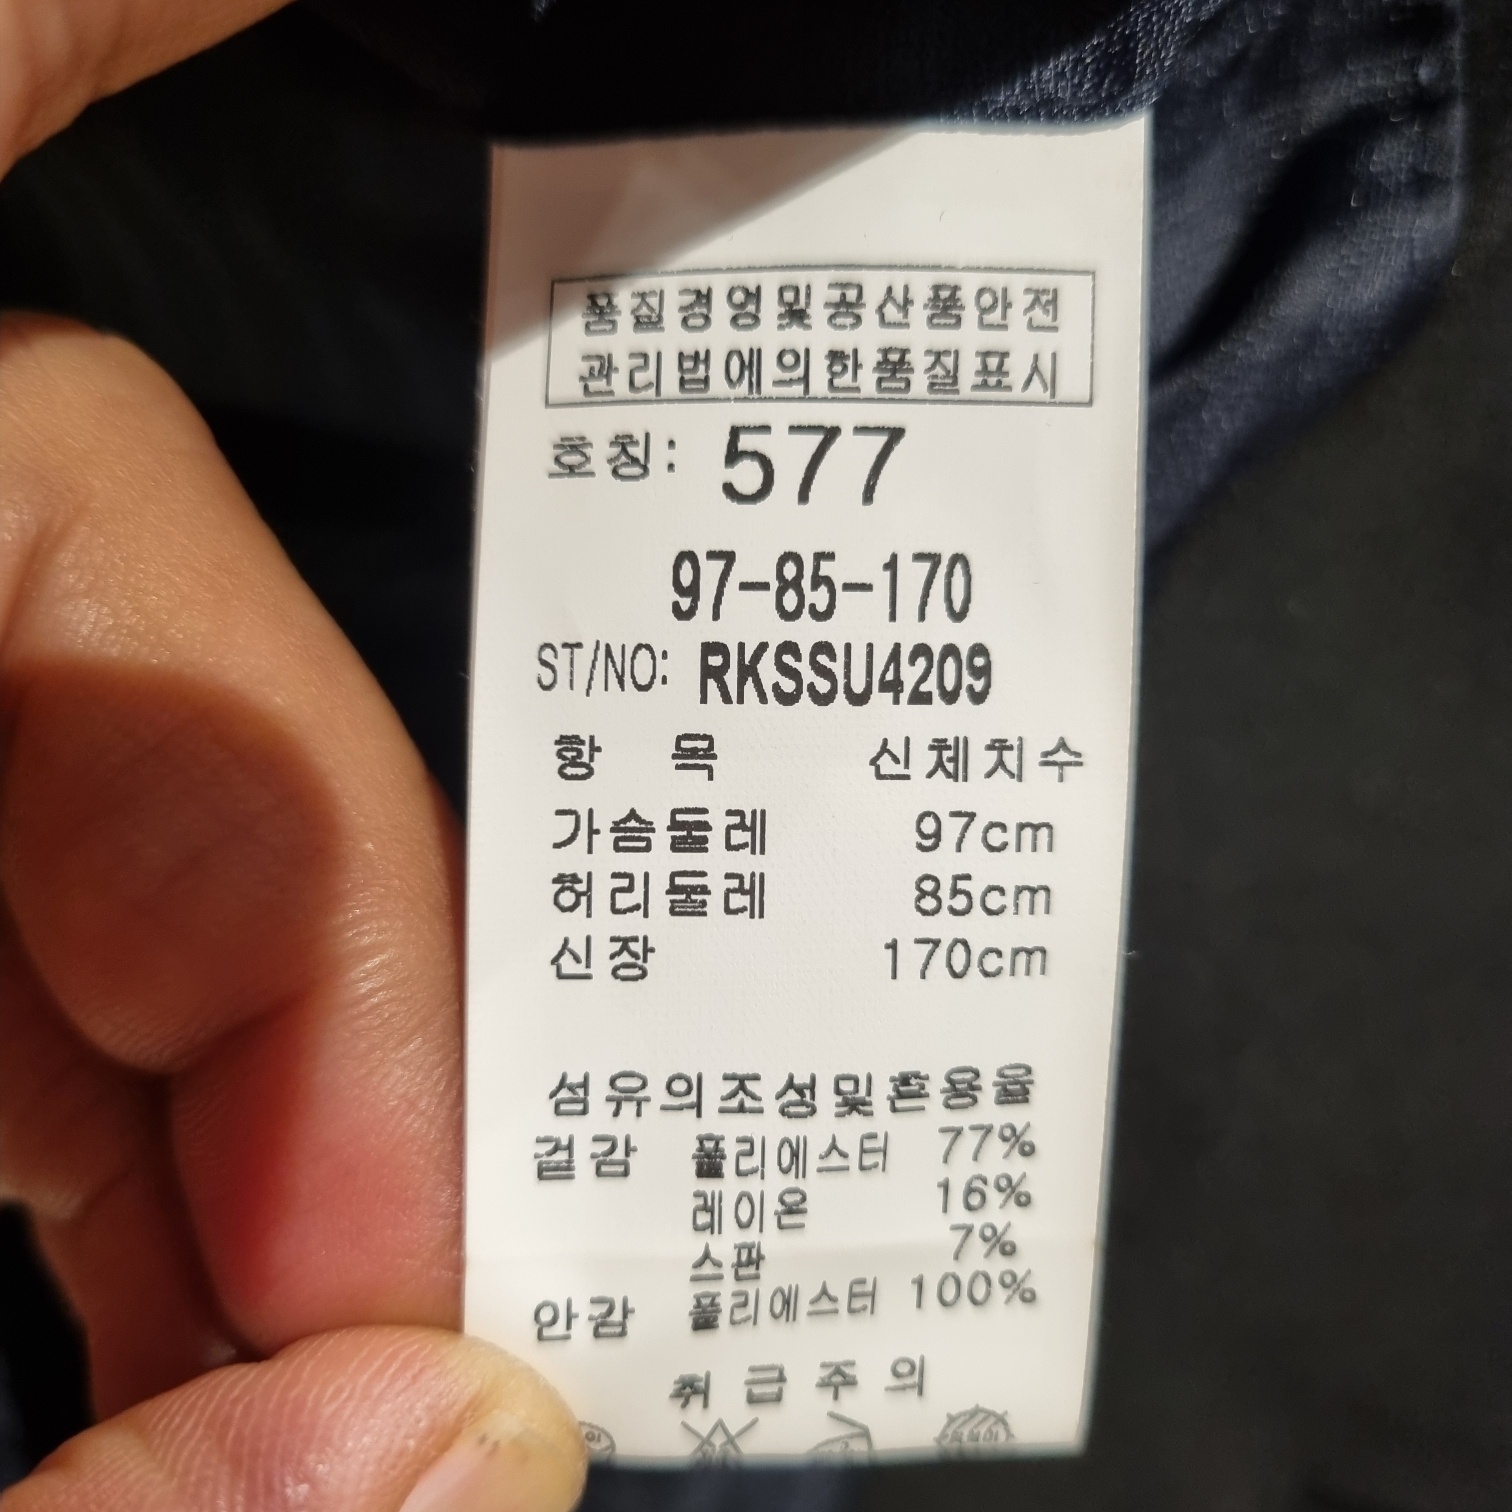 품질경영및공산품안전
관리법에의한품질표시
호칭: 577
97-85-170
ST/NO: RKSSU4209
항 목 신체치수
가슴둘레 97cm
허리둘레 85cm
신장 170cm
섬유의조성및혼용율
겉감 폴리에스터 77%
레이온 16%
스판 7%
안감 폴리에스터 100%
취급주의